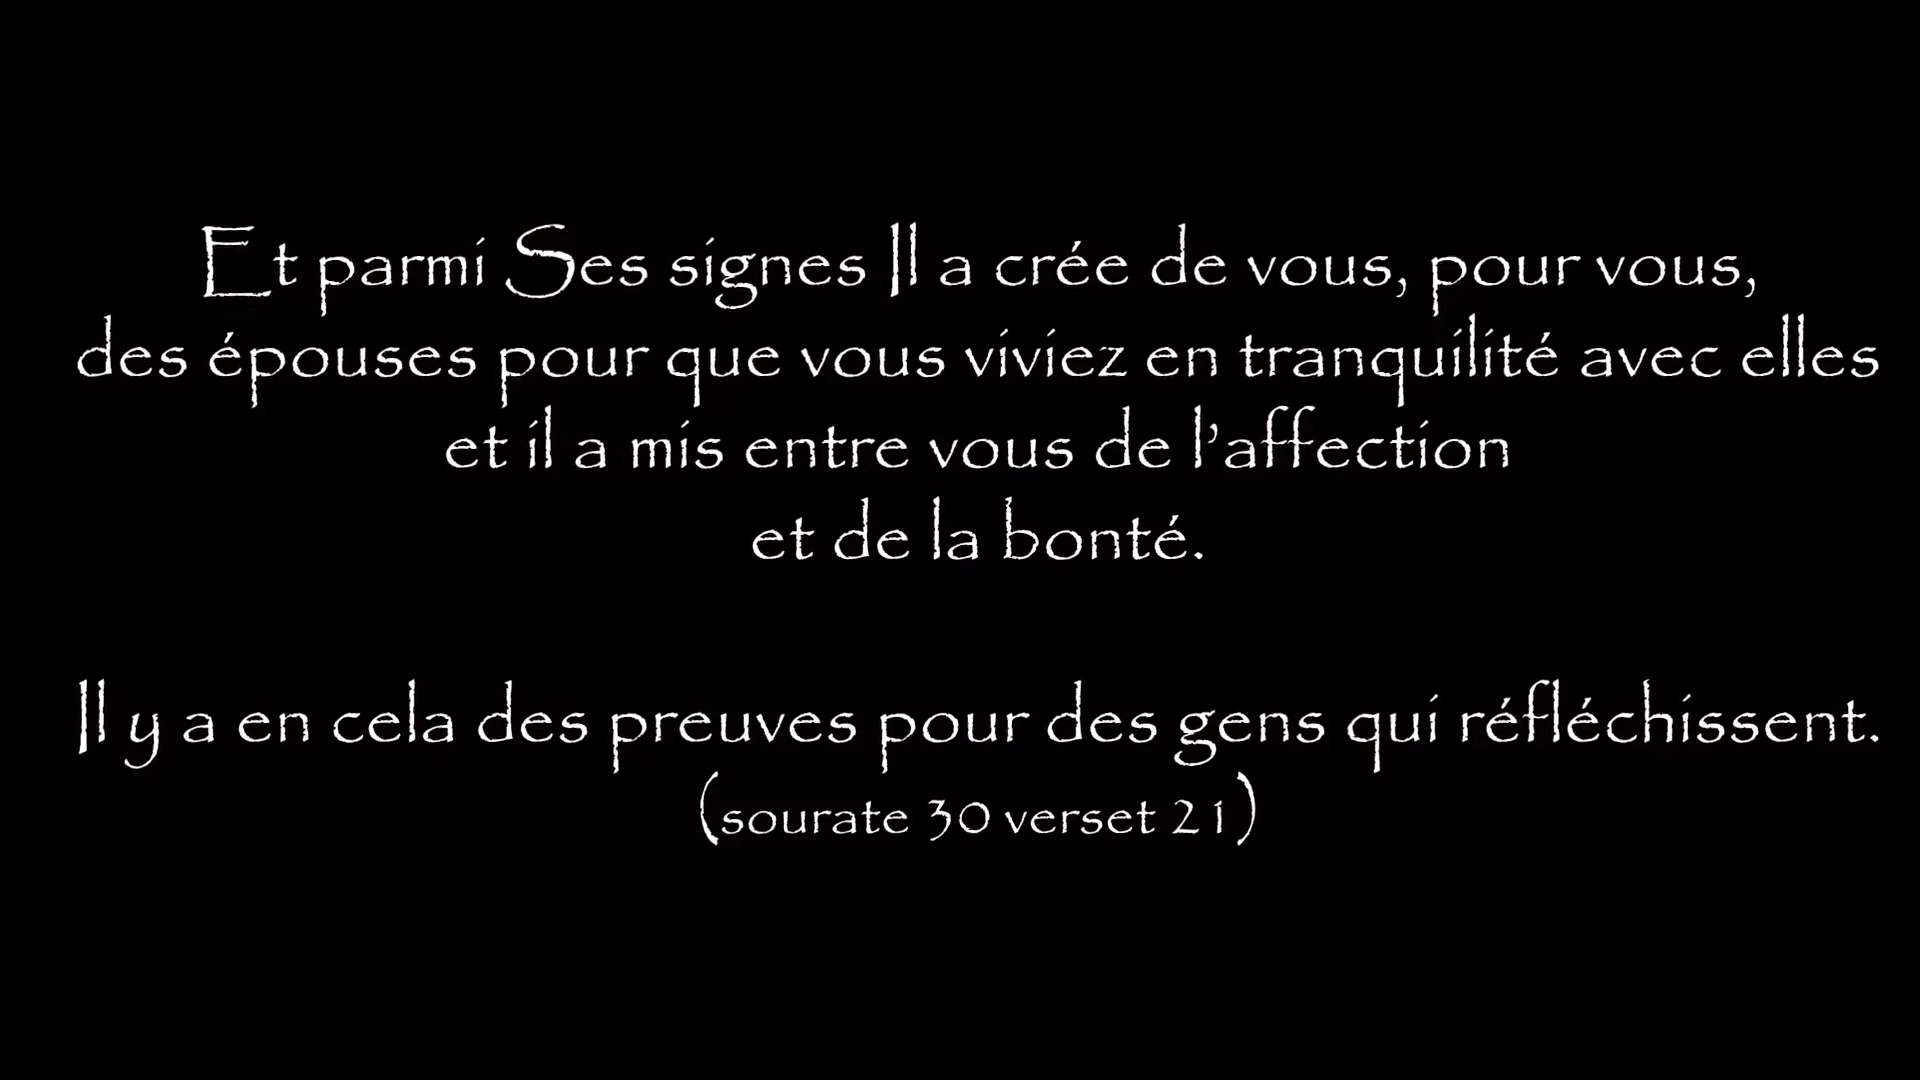 Et parmi Ses signes Il a crée de vous, pour vous,
des épouses pour que vous viviez en tranquilité avec elles
et il a mis entre vous de l'affection
et de la bonté.
Il y a en cela des preuves pour des gens qui réfléchissent.
(sourate 30 verset 21)